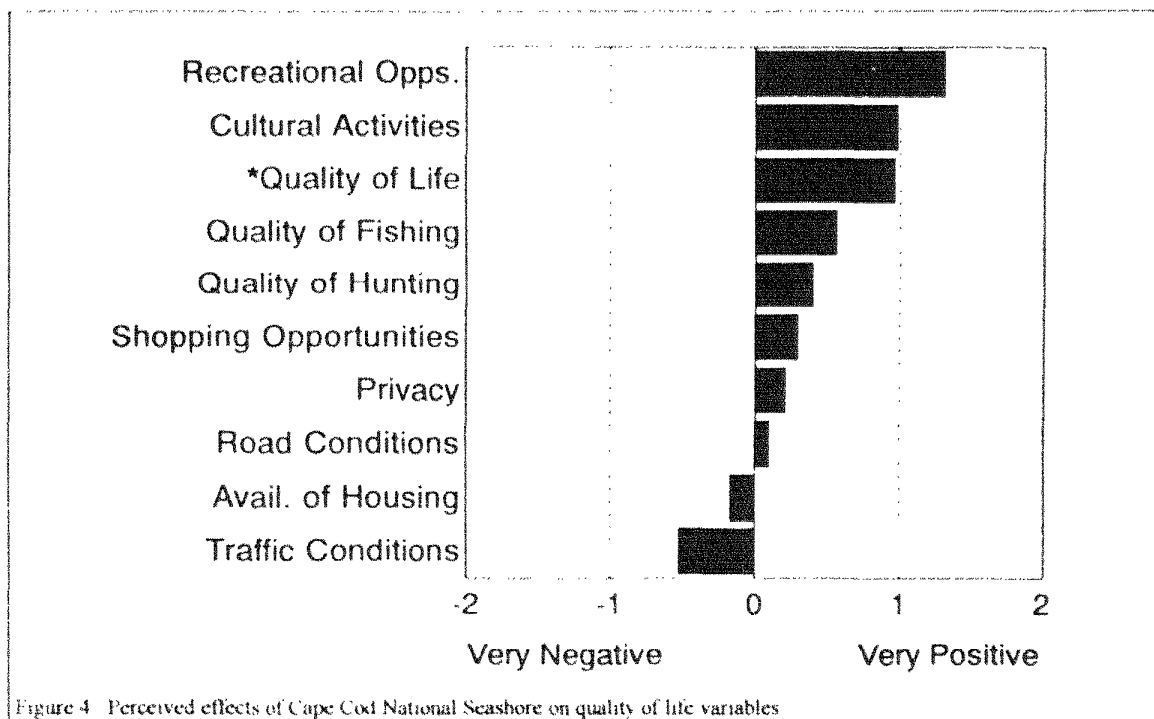 Recreational Opps.
Cultural Activities
*Quality of Life
Quality of Fishing
Quality of Hunting
Shopping Opportunities
Privacy
Road Conditions
Avail. of Housing
Traffic Conditions
-2 -1 0 1 2
Very Negative Very Positive
Figure 4 Perceived effects of Cape Cod National Seashore on quality of life variables